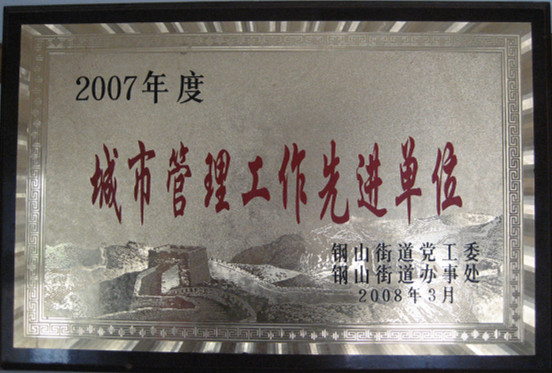 2007年度
城市管理工作先进单位
钢山街道党工委
钢山街道办事处
2008年3月